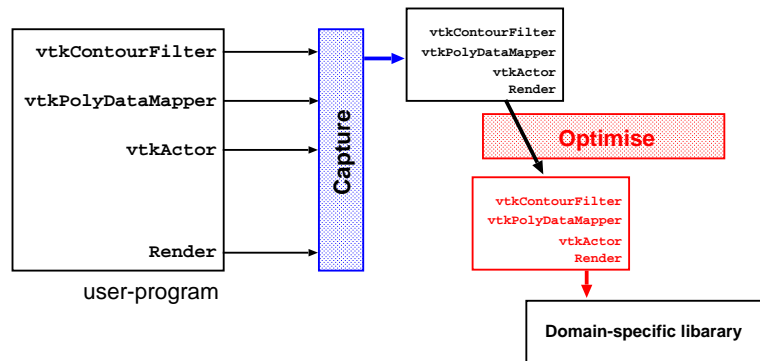 vtkContourFilter
vtkPolyDataMapper
vtkActor
Render
user-program
Capture
vtkContourFilter
vtkPolyDataMapper
vtkActor
Render
Optimise
vtkContourFilter
vtkPolyDataMapper
vtkActor
Render
Domain-specific libarary